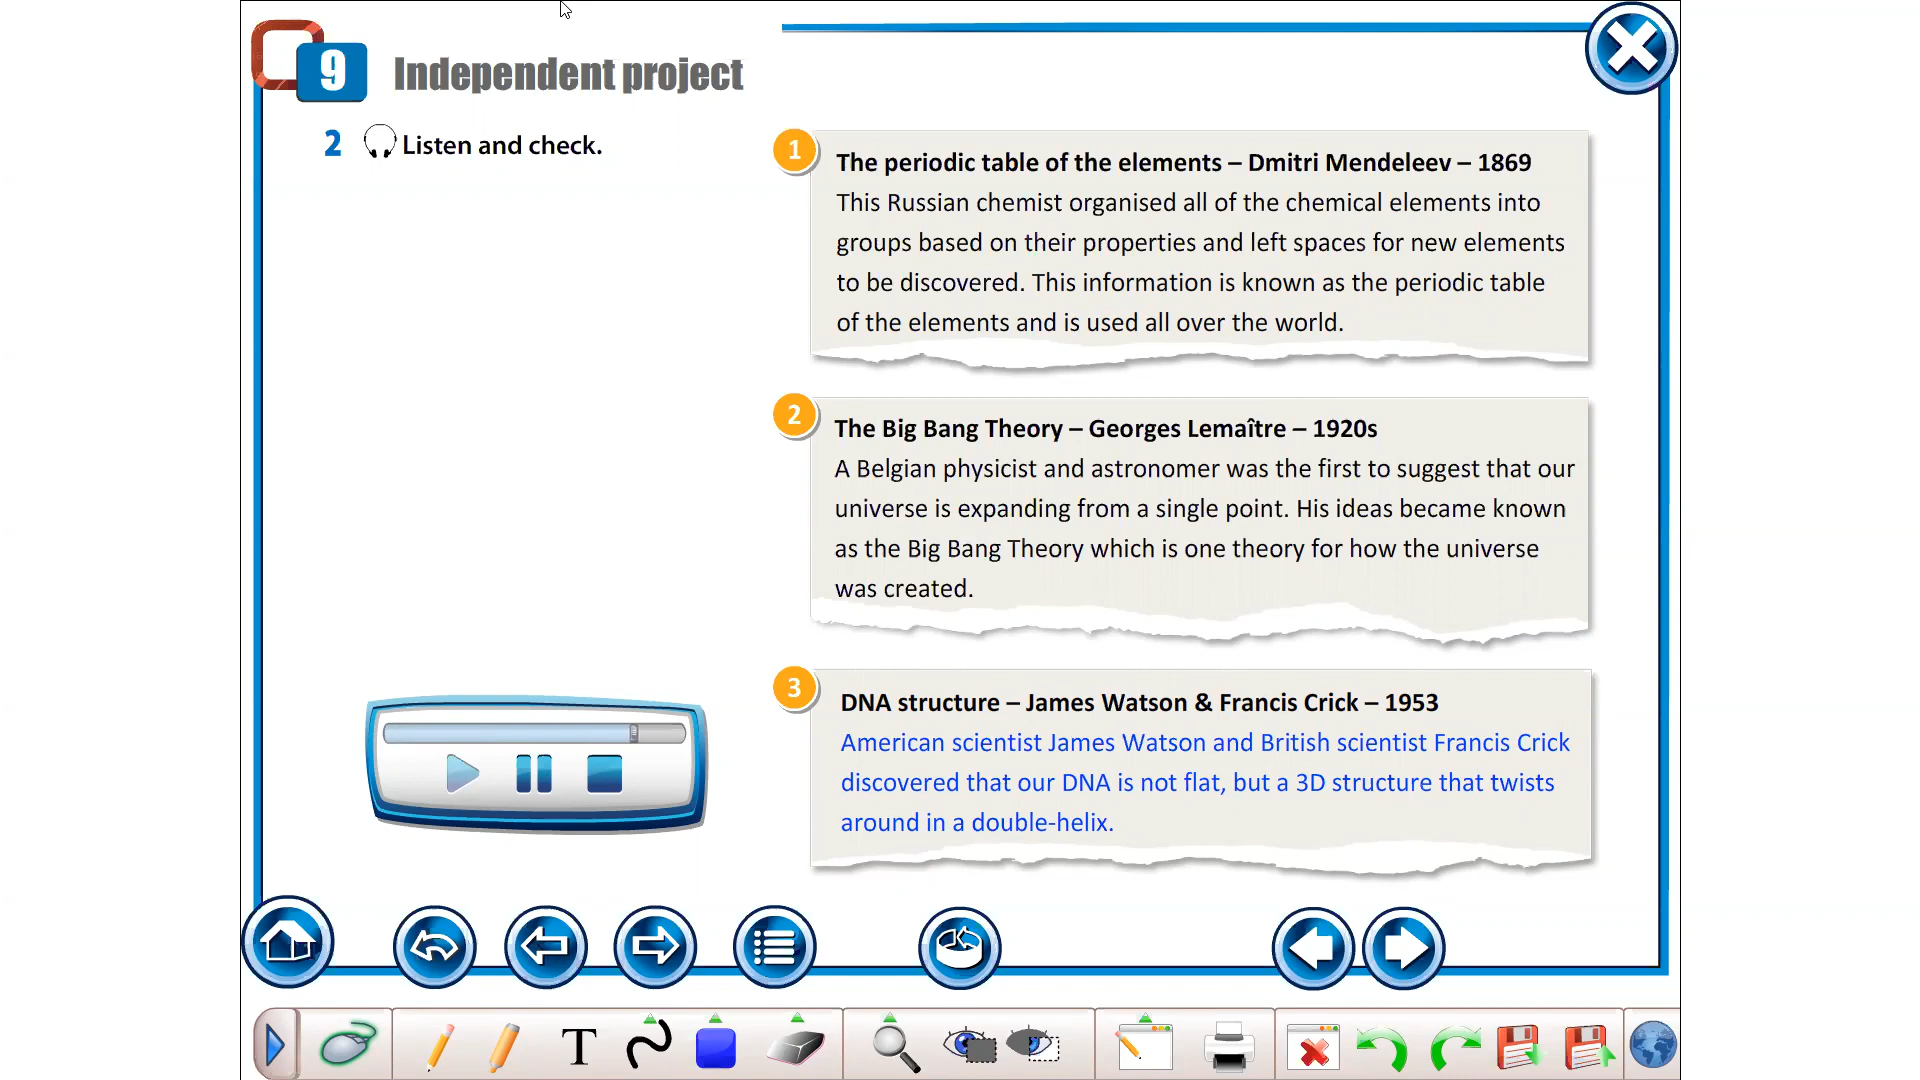 9 Independent project
2 Listen and check.
1
The periodic table of the elements – Dmitri Mendeleev – 1869
This Russian chemist organised all of the chemical elements into
groups based on their properties and left spaces for new elements
to be discovered. This information is known as the periodic table
of the elements and is used all over the world.
2
The Big Bang Theory – Georges Lemaître – 1920s
A Belgian physicist and astronomer was the first to suggest that our
universe is expanding from a single point. His ideas became known
as the Big Bang Theory which is one theory for how the universe
was created.
3
DNA structure – James Watson & Francis Crick – 1953
American scientist James Watson and British scientist Francis Crick
discovered that our DNA is not flat, but a 3D structure that twists
around in a double-helix.
T